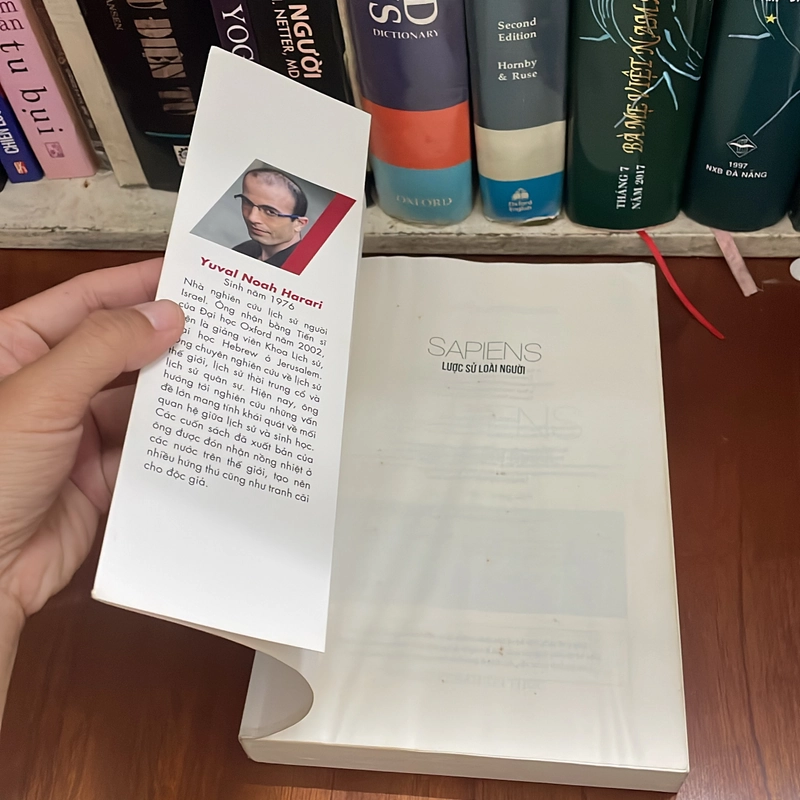 tu bụi
CHIẾN
YOG
NGƯỜI
NETTER, MD
DICTIONARY
OXFORD
Second
Edition
Hornby
& Ruse
Oxford
English
BÀ MẸ VIỆT NAM
THÁNG 7
NĂM 2017
1997
NXB ĐÀ NẴNG
Yuval Noah Harari
Sinh năm 1976
Nhà nghiên cứu lịch sử người
Israel. Ông nhận bằng Tiến sĩ
của Đại học Oxford năm 2002,
hiện là giảng viên Khoa Lịch sử,
Đại học Hebrew ở Jerusalem.
Ông chuyên nghiên cứu về lịch sử
thế giới, lịch sử thời trung cổ và
lịch sử quân sự. Hiện nay, ông
hướng tới nghiên cứu những vấn
đề lớn mang tính khái quát về mối
quan hệ giữa lịch sử và sinh học.
Các cuốn sách đã xuất bản của
ông được đón nhận nồng nhiệt ở
các nước trên thế giới, tạo nên
nhiều hứng thú cũng như tranh cãi
cho độc giả.
SAPIENS
LƯỢC SỬ LOÀI NGƯỜI